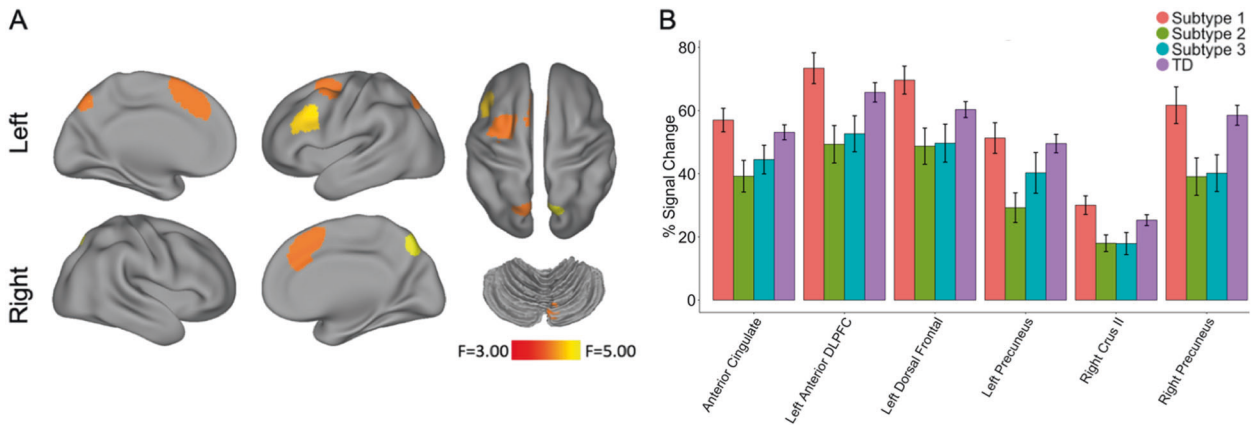 A
Left
Right
F=3.00
F=5.00
B
Subtype 1
Subtype 2
Subtype 3
TD
% Signal Change
80
60
40
20
0
Anterior Cingulate
Left Anterior DLPFC
Left Dorsal Frontal
Left Precuneus
Right Crus II
Right Precuneus